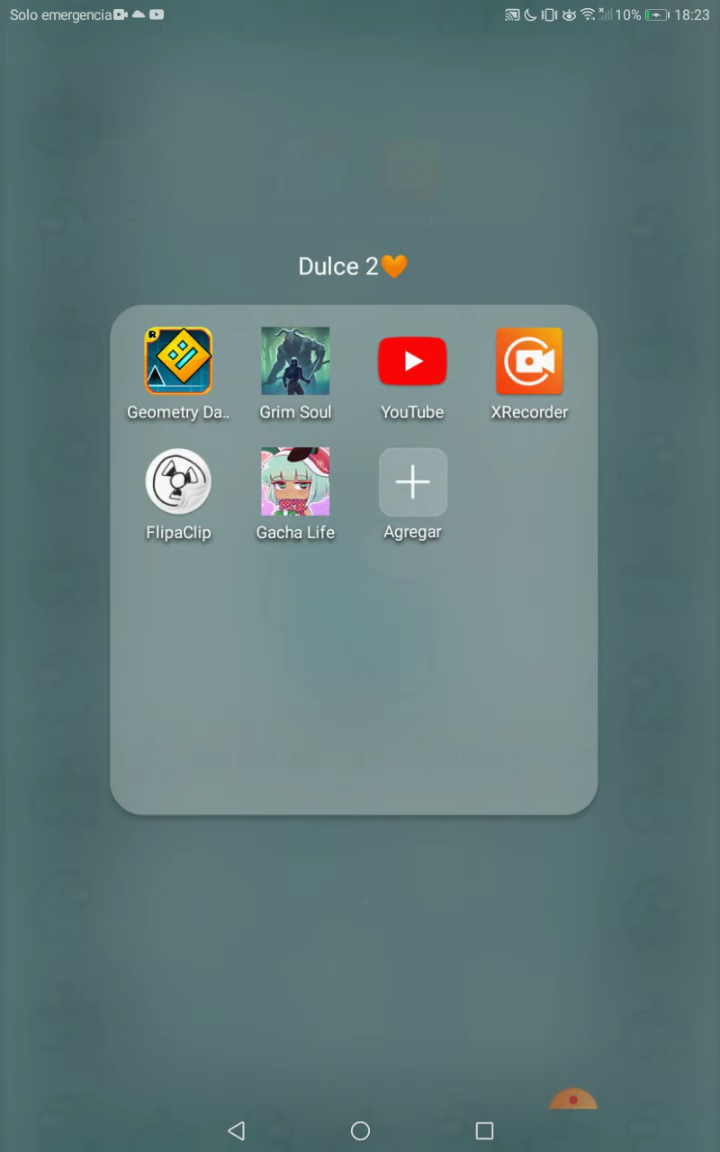 Solo emergencia 10% 18:23
Dulce 2🧡
R
Geometry Da.. Grim Soul YouTube XRecorder
FlipaClip Gacha Life Agregar